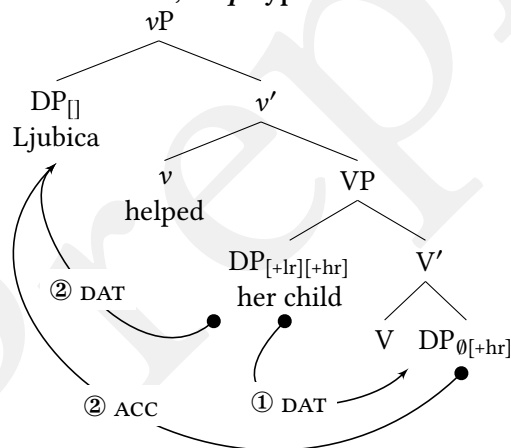 vP
DP[] v′
Ljubica
v VP
helped
DP[+lr][+hr] V′
her child
② DAT
V DP∅[+hr]
② ACC ① DAT